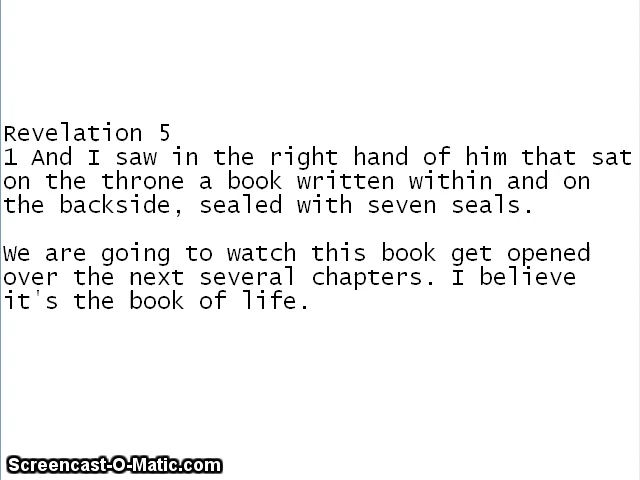 Revelation 5
1 And I saw in the right hand of him that sat
on the throne a book written within and on
the backside, sealed with seven seals.
We are going to watch this book get opened
over the next several chapters. I believe
it's the book of life.
Screencast-O-Matic.com